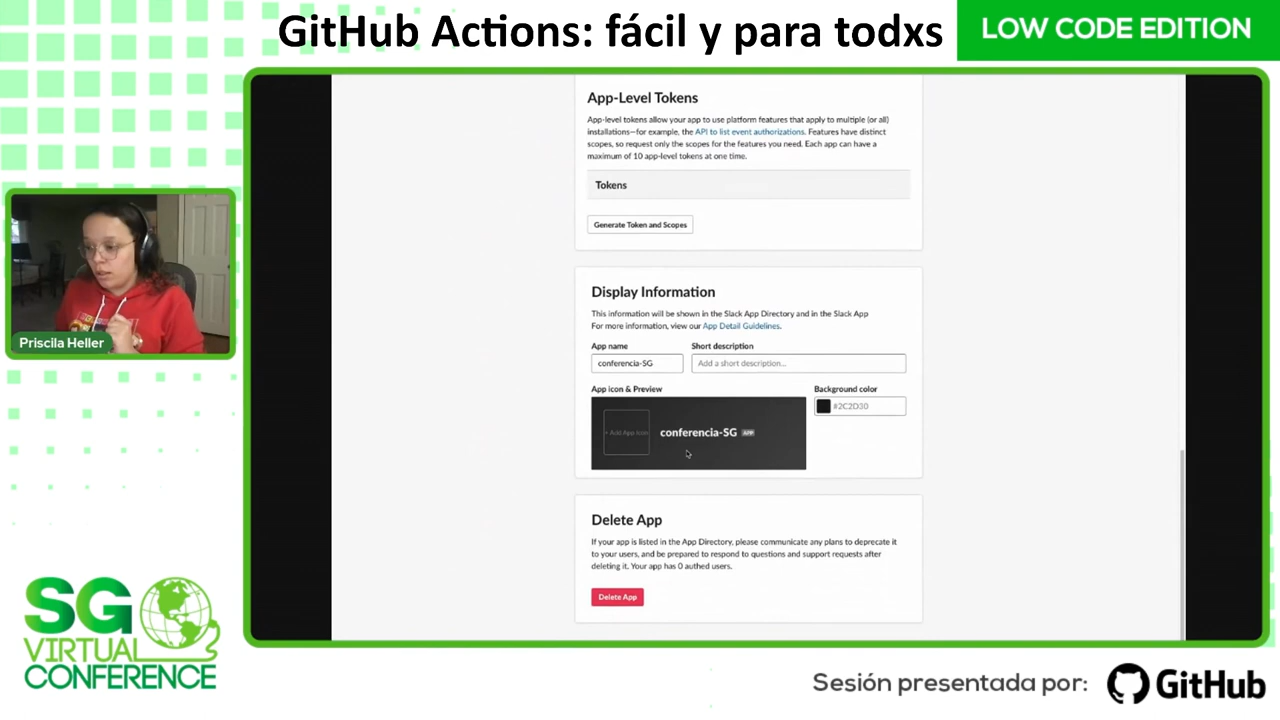 GitHub Actions: fácil y para todxs
LOW CODE EDITION
App-Level Tokens
App-level tokens allow your app to use platform features that apply to multiple (or all)
installations—for example, the API to list event authorizations. Features have distinct
scopes, so request only the scopes for the features you need. Each app can have a
maximum of 10 app-level tokens at one time.
Tokens
Generate Token and Scopes
Display Information
This information will be shown in the Slack App Directory and in the Slack App
For more information, view our App Detail Guidelines.
App name
Short description
conferencia-SG
Add a short description...
App icon & Preview
Background color
#2C2D30
+ Add App Icon
conferencia-SG APP
Delete App
If your app is listed in the App Directory, please communicate any plans to deprecate it
to your users, and be prepared to respond to questions and support requests after
deleting it. Your app has 0 authed users.
Delete App
Priscila Heller
SG
VIRTUAL
CONFERENCE
Sesión presentada por: GitHub